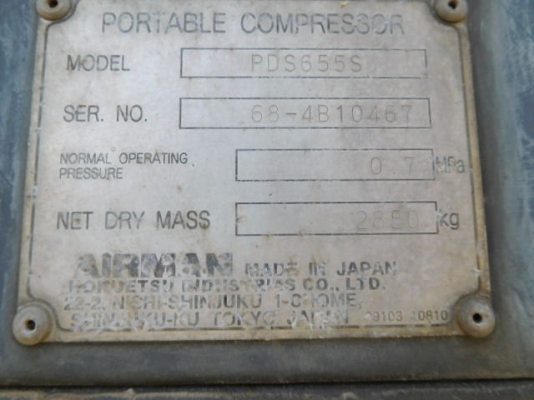 PORTABLE COMPRESSOR
MODEL PDS655S
SER. NO. 68-4B10467
NORMAL OPERATING
PRESSURE 0.7 MPa
NET DRY MASS 2850 kg
AIRMAN MADE IN JAPAN
HOKUETSU INDUSTRIES CO., LTD.
22-2, NICHI-SHINJUKU 1-CHOME,
SHINJUKU-KU TOKYO JAPAN